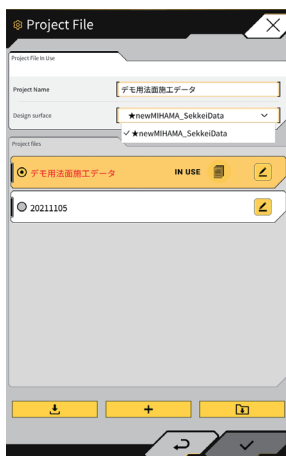 Project File
Project File In Use
Project Name
デモ用法面施工データ
Design surface
★newMIHAMA_SekkeiData
✓ ★newMIHAMA_SekkeiData
Project files
デモ用法面施工データ
IN USE
20211105